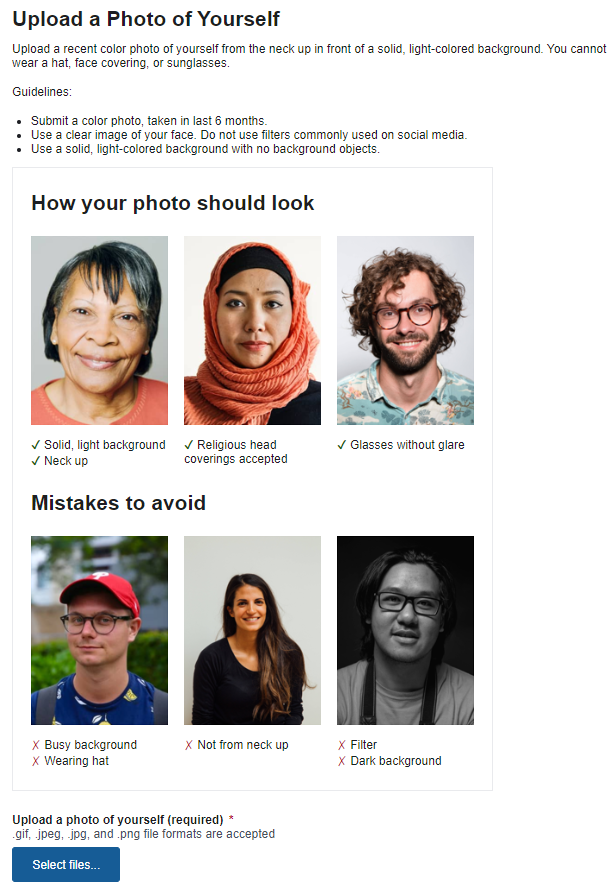 Upload a Photo of Yourself
Upload a recent color photo of yourself from the neck up in front of a solid, light-colored background. You cannot
wear a hat, face covering, or sunglasses.
Guidelines:
• Submit a color photo, taken in last 6 months.
• Use a clear image of your face. Do not use filters commonly used on social media.
• Use a solid, light-colored background with no background objects.
How your photo should look
✓ Solid, light background
✓ Neck up
✓ Religious head
coverings accepted
✓ Glasses without glare
Mistakes to avoid
P
✗ Busy background
✗ Wearing hat
✗ Not from neck up
✗ Filter
✗ Dark background
Upload a photo of yourself (required) *
.gif, .jpeg, .jpg, and .png file formats are accepted
Select files...